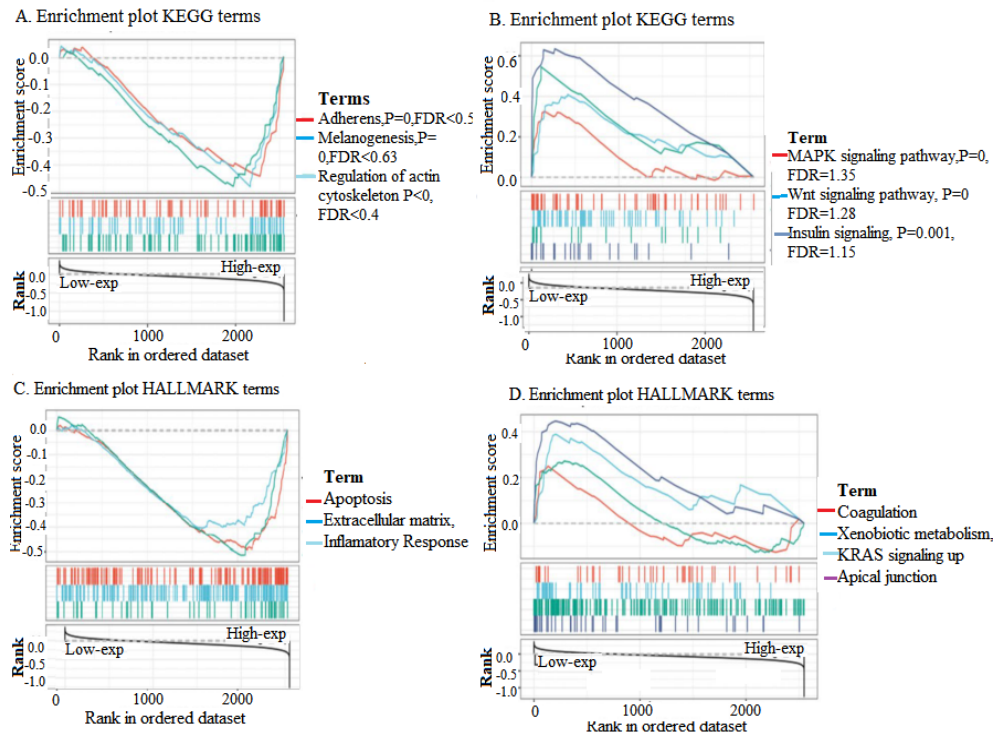 A. Enrichment plot KEGG terms
Enrichment score
0.0
-0.1
-0.2
-0.3
-0.4
-0.5
Terms
Adherens,P=0,FDR<0.5
Melanogenesis,P=
0,FDR<0.63
Regulation of actin
cytoskeleton P<0,
FDR<0.4
Rank
0.0
-0.5
-1.0
Low-exp
High-exp
0
1000
2000
Rank in ordered dataset
B. Enrichment plot KEGG terms
Enrichment score
0.6
0.4
0.2
0.0
Term
MAPK signaling pathway,P=0,
FDR=1.35
Wnt signaling pathway, P=0
FDR=1.28
Insulin signaling, P=0.001,
FDR=1.15
Rank
0.0
-0.5
-1.0
Low-exp
High-exp
0
1000
2000
Rank in ordered dataset
C. Enrichment plot HALLMARK terms
Enrichment score
0.0
-0.1
-0.2
-0.3
-0.4
-0.5
Term
Apoptosis
Extracellular matrix,
Inflamatory Response
Rank
0.0
-0.5
-1.0
Low-exp
High-exp
0
1000
2000
Rank in ordered dataset
D. Enrichment plot HALLMARK terms
Enrichment score
0.4
0.2
0.0
Term
Coagulation
Xenobiotic metabolism,
KRAS signaling up
Apical junction
Rank
0.0
-0.5
-1.0
Low-exp
High-exp
0
1000
2000
Rank in ordered dataset